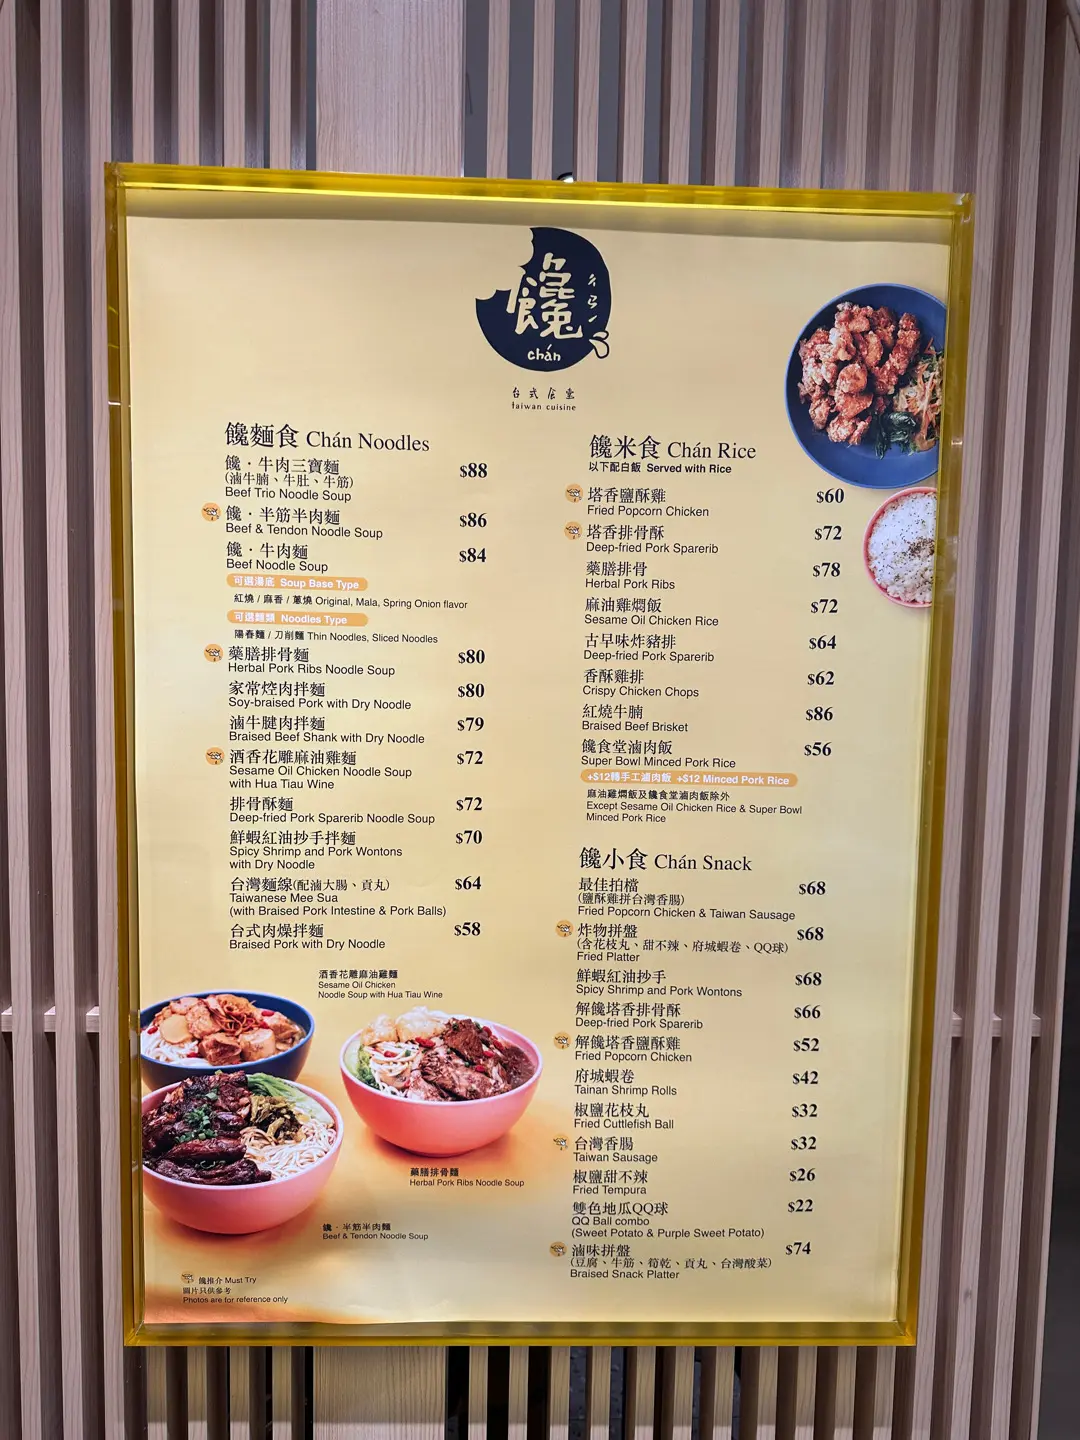 饞
ㄔㄢˊ
chán
台式食堂
taiwan cuisine
饞麵食 Chán Noodles
饞・牛肉三寶麵 $88
(滷牛腩、牛肚、牛筋)
Beef Trio Noodle Soup
饞・半筋半肉麵 $86
Beef & Tendon Noodle Soup
饞・牛肉麵 $84
Beef Noodle Soup
可選湯底 Soup Base Type
紅燒 / 麻香 / 蔥燒 Original, Mala, Spring Onion flavor
可選麵類 Noodles Type
陽春麵 / 刀削麵 Thin Noodles, Sliced Noodles
藥膳排骨麵 $80
Herbal Pork Ribs Noodle Soup
家常焢肉拌麵 $80
Soy-braised Pork with Dry Noodle
滷牛腱肉拌麵 $79
Braised Beef Shank with Dry Noodle
酒香花雕麻油雞麵 $72
Sesame Oil Chicken Noodle Soup
with Hua Tiau Wine
排骨酥麵 $72
Deep-fried Pork Sparerib Noodle Soup
鮮蝦紅油抄手拌麵 $70
Spicy Shrimp and Pork Wontons
with Dry Noodle
台灣麵線(配滷大腸、貢丸) $64
Taiwanese Mee Sua
(with Braised Pork Intestine & Pork Balls)
台式肉燥拌麵 $58
Braised Pork with Dry Noodle
酒香花雕麻油雞麵
Sesame Oil Chicken
Noodle Soup with Hua Tiau Wine
藥膳排骨麵
Herbal Pork Ribs Noodle Soup
饞・半筋半肉麵
Beef & Tendon Noodle Soup
饞推介 Must Try
圖片只供參考
Photos are for reference only
饞米食 Chán Rice
以下配白飯 Served with Rice
塔香鹽酥雞 $60
Fried Popcorn Chicken
塔香排骨酥 $72
Deep-fried Pork Sparerib
藥膳排骨 $78
Herbal Pork Ribs
麻油雞燜飯 $72
Sesame Oil Chicken Rice
古早味炸豬排 $64
Deep-fried Pork Sparerib
香酥雞排 $62
Crispy Chicken Chops
紅燒牛腩 $86
Braised Beef Brisket
饞食堂滷肉飯 $56
Super Bowl Minced Pork Rice
+$12轉手工滷肉飯 +$12 Minced Pork Rice
麻油雞燜飯及饞食堂滷肉飯除外
Except Sesame Oil Chicken Rice & Super Bowl
Minced Pork Rice
饞小食 Chán Snack
最佳拍檔 $68
(鹽酥雞拼台灣香腸)
Fried Popcorn Chicken & Taiwan Sausage
炸物拼盤 $68
(含花枝丸、甜不辣、府城蝦卷、QQ球)
Fried Platter
鮮蝦紅油抄手 $68
Spicy Shrimp and Pork Wontons
解饞塔香排骨酥 $66
Deep-fried Pork Sparerib
解饞塔香鹽酥雞 $52
Fried Popcorn Chicken
府城蝦卷 $42
Tainan Shrimp Rolls
椒鹽花枝丸 $32
Fried Cuttlefish Ball
台灣香腸 $32
Taiwan Sausage
椒鹽甜不辣 $26
Fried Tempura
雙色地瓜QQ球 $22
QQ Ball combo
(Sweet Potato & Purple Sweet Potato)
滷味拼盤 $74
(豆腐、牛筋、筍乾、貢丸、台灣酸菜)
Braised Snack Platter